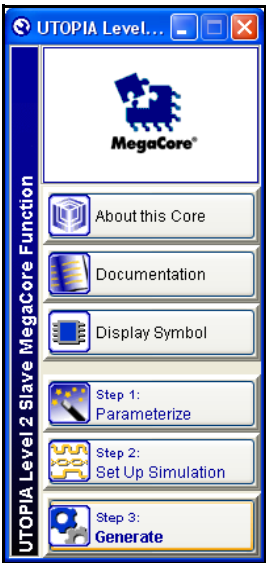 UTOPIA Level...
MegaCore®
UTOPIA Level 2 Slave MegaCore Function
About this Core
Documentation
Display Symbol
Step 1:
Parameterize
Step 2:
Set Up Simulation
Step 3:
Generate